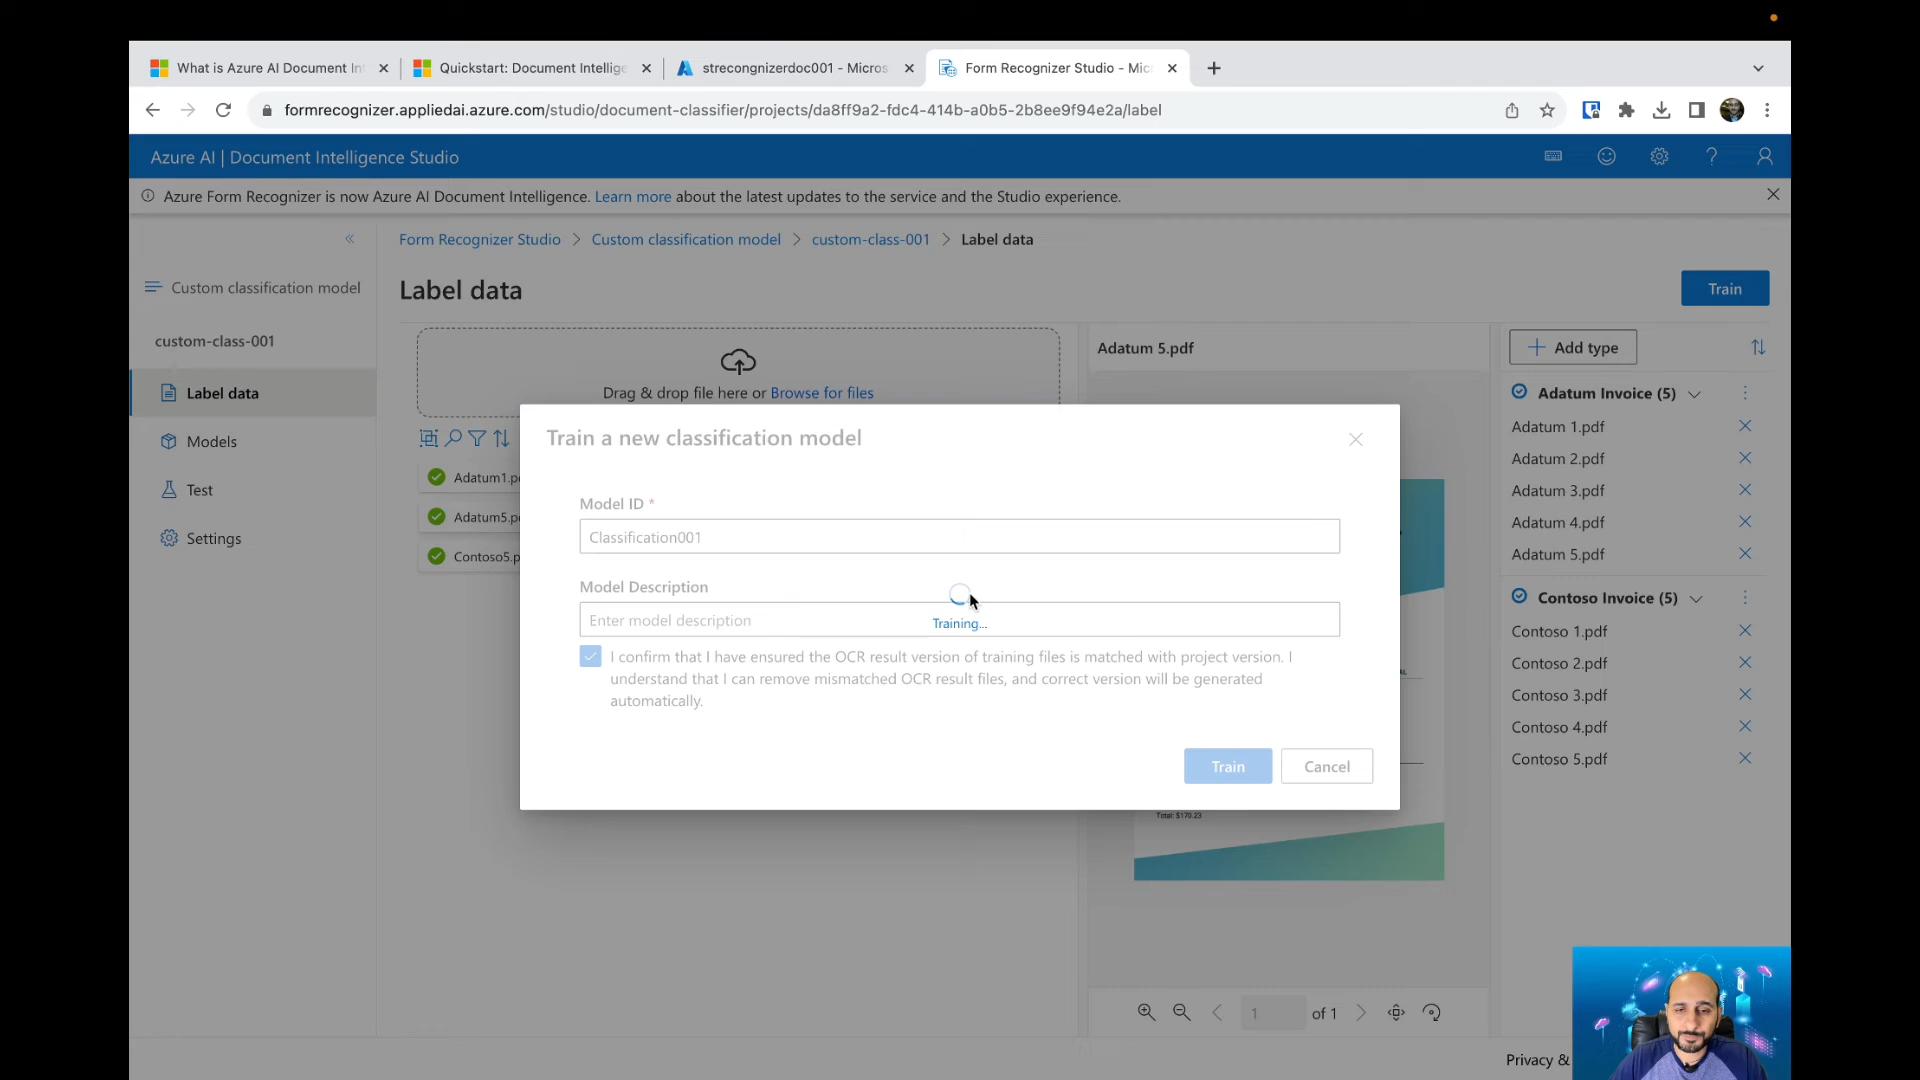 What is Azure AI Document Int
Quickstart: Document Intellige
strecongnizerdoc001 - Micros
Form Recognizer Studio - Mic
formrecognizer.appliedai.azure.com/studio/document-classifier/projects/da8ff9a2-fdc4-414b-a0b5-2b8ee9f94e2a/label
Azure AI | Document Intelligence Studio
Azure Form Recognizer is now Azure AI Document Intelligence. Learn more about the latest updates to the service and the Studio experience.
Form Recognizer Studio > Custom classification model > custom-class-001 > Label data
Custom classification model
Label data
Train
custom-class-001
Label data
Models
Test
Settings
Drag & drop file here or Browse for files
Adatum1.p
Adatum5.p
Contoso5.p
Adatum 5.pdf
Total: $170.23
1 of 1
Add type
Adatum Invoice (5)
Adatum 1.pdf
Adatum 2.pdf
Adatum 3.pdf
Adatum 4.pdf
Adatum 5.pdf
Contoso Invoice (5)
Contoso 1.pdf
Contoso 2.pdf
Contoso 3.pdf
Contoso 4.pdf
Contoso 5.pdf
Train a new classification model
Model ID *
Classification001
Model Description
Enter model description
Training...
I confirm that I have ensured the OCR result version of training files is matched with project version. I
understand that I can remove mismatched OCR result files, and correct version will be generated
automatically.
Train
Cancel
Privacy &